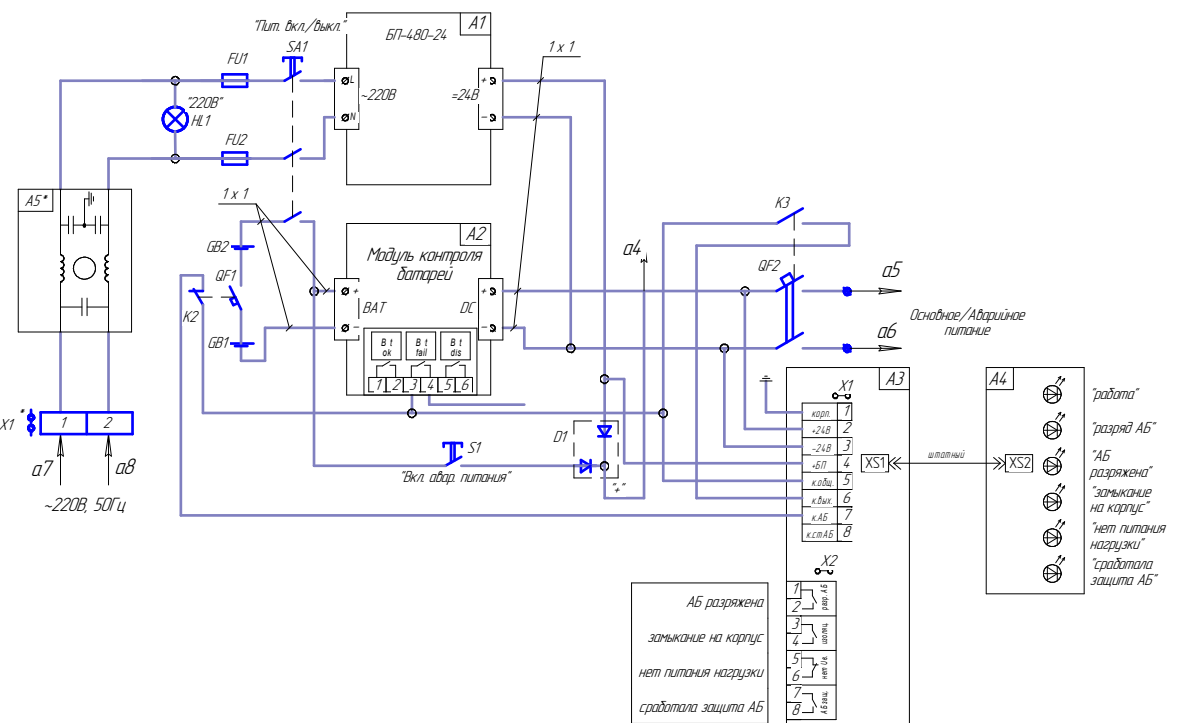 "Пит. вкл./выкл."
SA1
A1
БП-480-24
1 x 1
FU1
L
~220В
N
+
=24В
–
"220В"
HL1
FU2
A5*
1 x 1
A2
Модуль контроля
батарей
GB2
QF1
K2
GB1
+
BAT
–
+
DC
–
B t
ok
B t
fail
B t
dis
1 2 3 4 5 6
K3
a4
QF2
a5
a6
Основное/Аварийное
питание
X1*
1
2
a7
a8
~220В, 50Гц
S1
"Вкл. авар. питания"
D1
"+"
A3
X1
корп. 1
+24В 2
-24В 3
+БП 4
к.общ. 5
к.вых. 6
к.АБ 7
к.стАБ 8
XS1
штатный
XS2
A4
"работа"
"разряд АБ"
"АБ
разряжена"
"замыкание
на корпус"
"нет питания
нагрузки"
"сработала
защита АБ"
X2
АБ разряжена
1
2
разр. АБ
замыкание на корпус
3
4
нет питания нагрузки
5
6
сработала защита АБ
7
8
АБ защ.